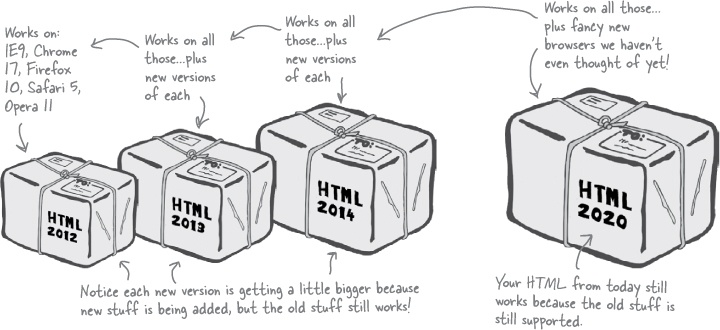 Works on:
IE9, Chrome
17, Firefox
10, Safari 5,
Opera 11
Works on all
those...plus
new versions
of each
Works on all
those...plus
new versions
of each
Works on all those...
plus fancy new
browsers we haven't
even thought of yet!
TO:
HTML
2012
TO:
HTML
2013
TO:
HTML
2014
TO:
HTML
2020
Notice each new version is getting a little bigger because
new stuff is being added, but the old stuff still works!
Your HTML from today still
works because the old stuff is
still supported.